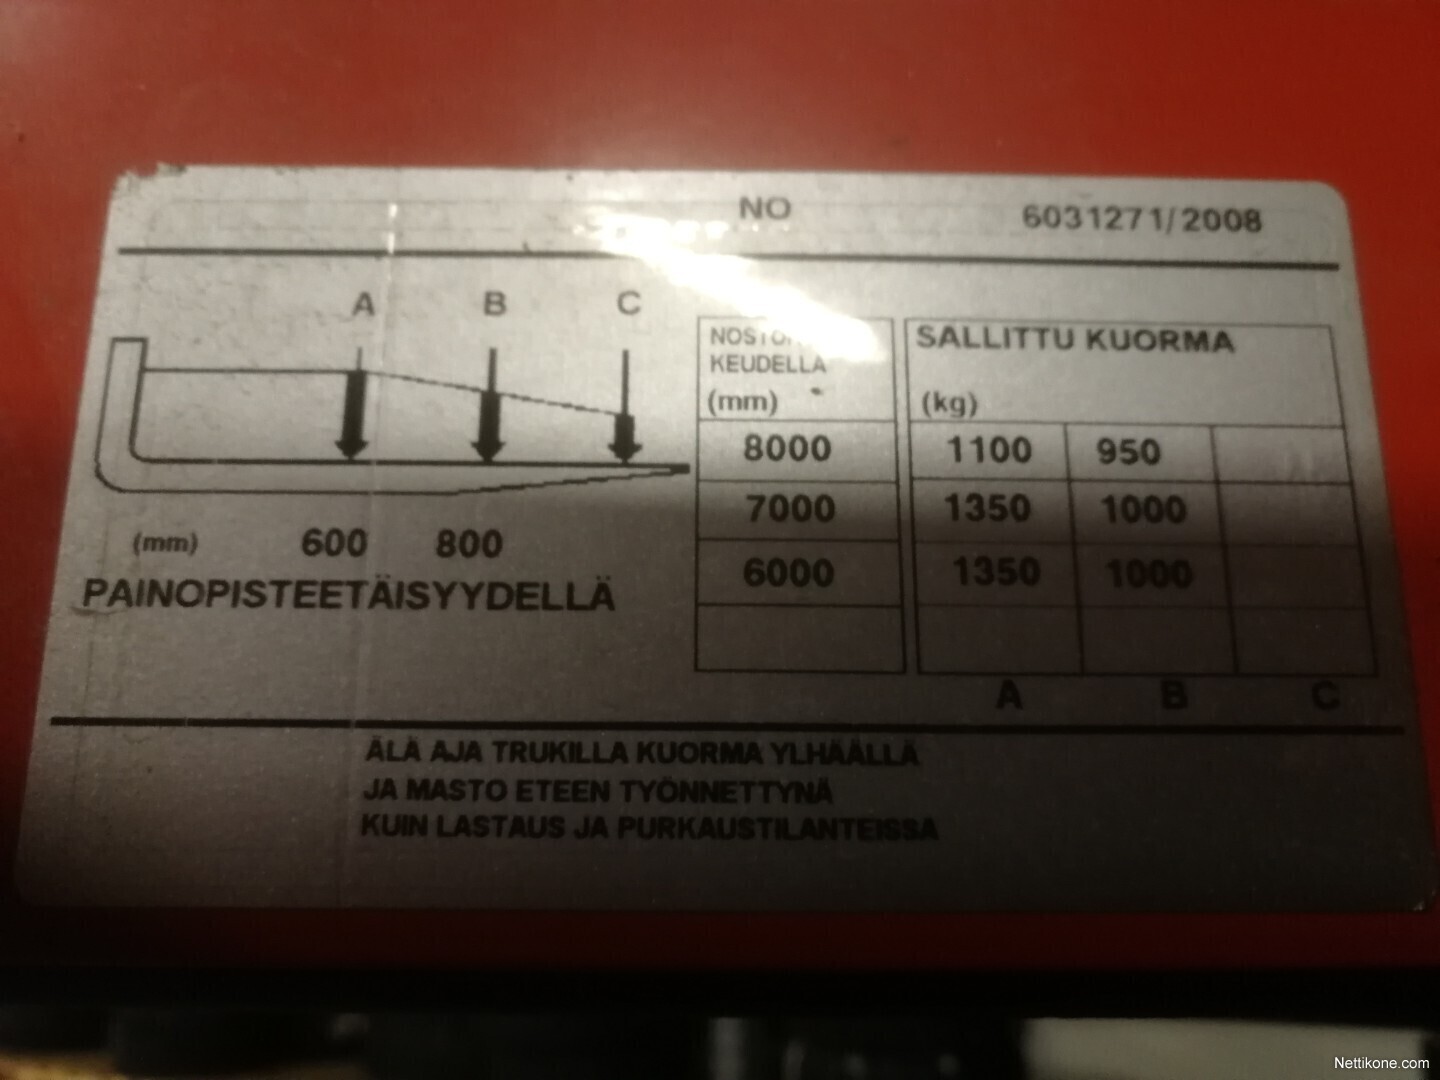 NO 6031271/2008
A B C
KEUDELLA
(mm)
SALLITTU KUORMA
(kg)
8000 1100 950
7000 1350 1000
6000 1350 1000
A B C
(mm) 600 800
PAINOPISTEETÄISYYDELLÄ
ÄLÄ AJA TRUKILLA KUORMA YLHÄÄLLÄ
JA MASTO ETEEN TYÖNNETTYNÄ
KUIN LASTAUS JA PURKAUSTILANTEISSA
Nettikone.com